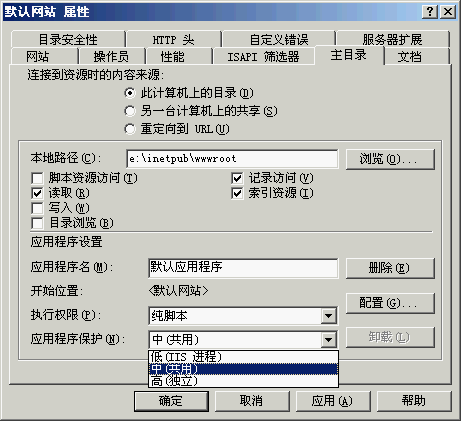 默认网站 属性
目录安全性 HTTP 头 自定义错误 服务器扩展
网站 操作员 性能 ISAPI 筛选器 主目录 文档
连接到资源时的内容来源:
此计算机上的目录(D)
另一台计算机上的共享(S)
重定向到 URL(U)
本地路径(C): e:\inetpub\wwwroot 浏览(O)...
脚本资源访问(T) 记录访问(V)
读取(R) 索引资源(I)
写入(W)
目录浏览(B)
应用程序设置
应用程序名(M): 默认应用程序 删除(E)
开始位置: <默认网站>
配置(G)...
执行权限(P): 纯脚本
应用程序保护(N): 中(共用) 卸载(L)
低(IIS 进程)
中(共用)
高(独立)
确定 取消 应用(A) 帮助